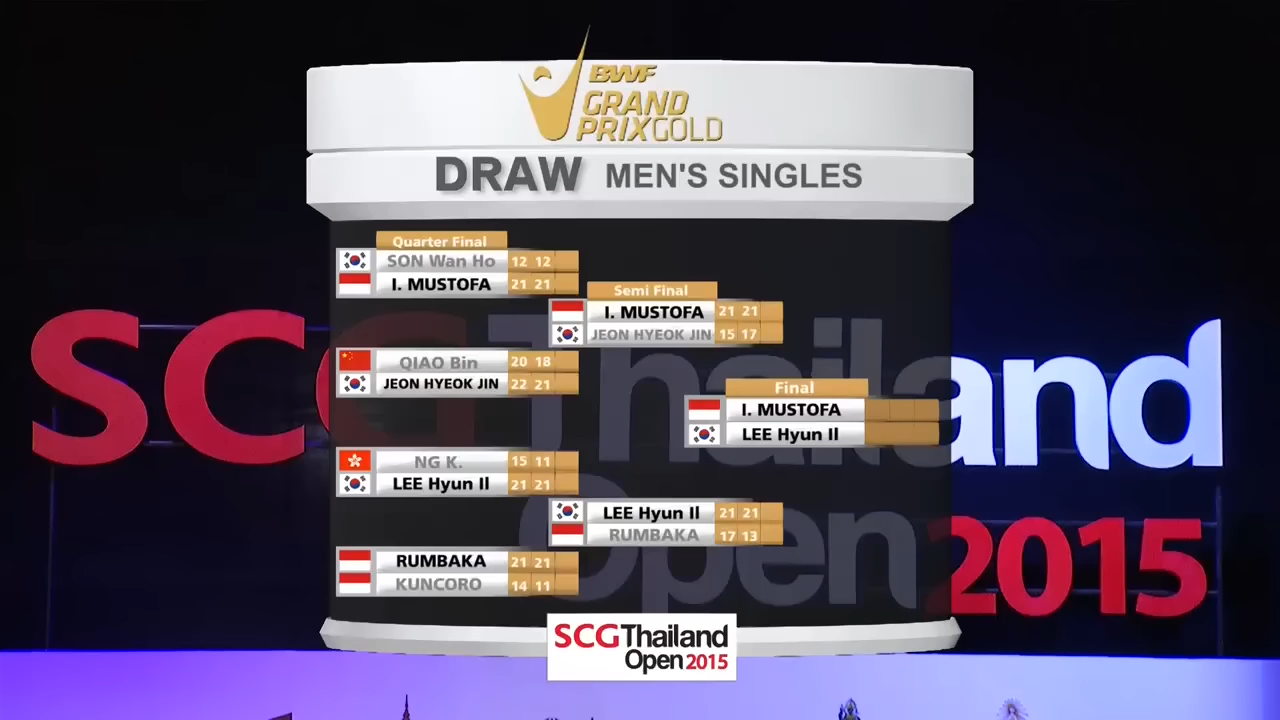 BWF
GRAND
PRIXGOLD
DRAW MEN'S SINGLES
Quarter Final
SON Wan Ho 12 12
I. MUSTOFA 21 21
Semi Final
I. MUSTOFA 21 21
JEON HYEOK JIN 15 17
QIAO Bin 20 18
JEON HYEOK JIN 22 21
Final
I. MUSTOFA
LEE Hyun Il
NG K. 15 11
LEE Hyun Il 21 21
LEE Hyun Il 21 21
RUMBAKA 17 13
RUMBAKA 21 21
KUNCORO 14 11
SCG Thailand
Open 2015
SCG Thailand
Open 2015